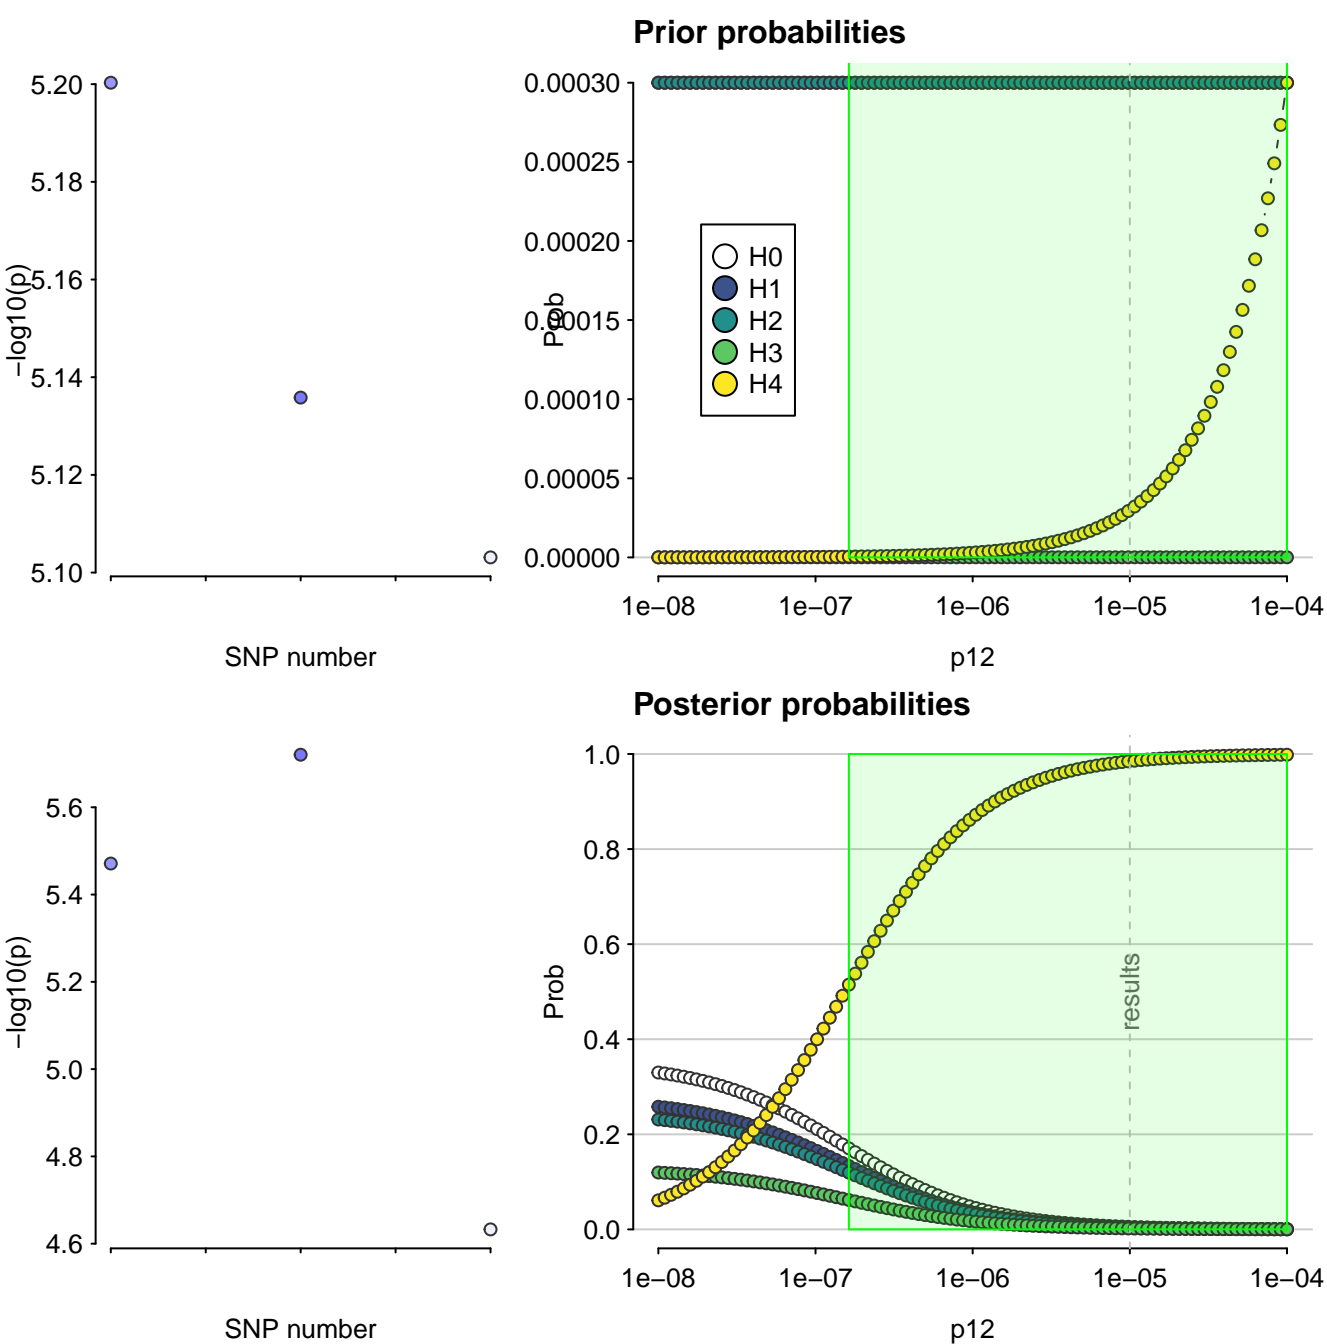 Prior probabilities
−log10(p)
5.20
5.18
5.16
5.14
5.12
5.10
SNP number
Prob
0.00030
0.00025
0.00020
0.00015
0.00010
0.00005
0.00000
H0
H1
H2
H3
H4
1e−08 1e−07 1e−06 1e−05 1e−04
p12
Posterior probabilities
−log10(p)
5.6
5.4
5.2
5.0
4.8
4.6
SNP number
Prob
1.0
0.8
0.6
0.4
0.2
0.0
results
1e−08 1e−07 1e−06 1e−05 1e−04
p12